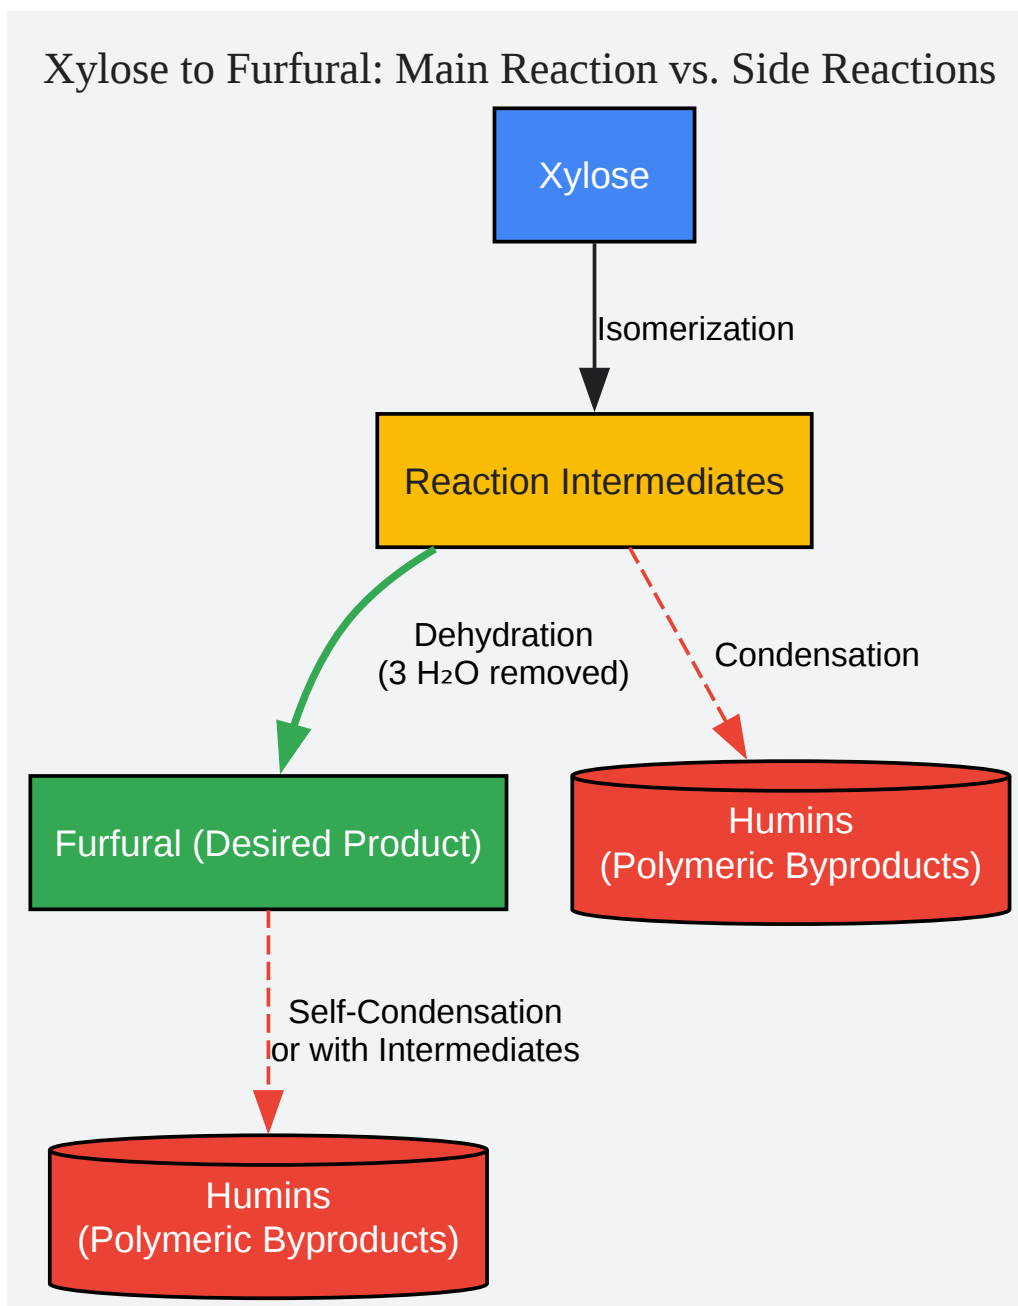 Xylose to Furfural: Main Reaction vs. Side Reactions
Xylose
Isomerization
Reaction Intermediates
Dehydration
(3 H₂O removed)
Condensation
Furfural (Desired Product)
Humins
(Polymeric Byproducts)
Self-Condensation
or with Intermediates
Humins
(Polymeric Byproducts)